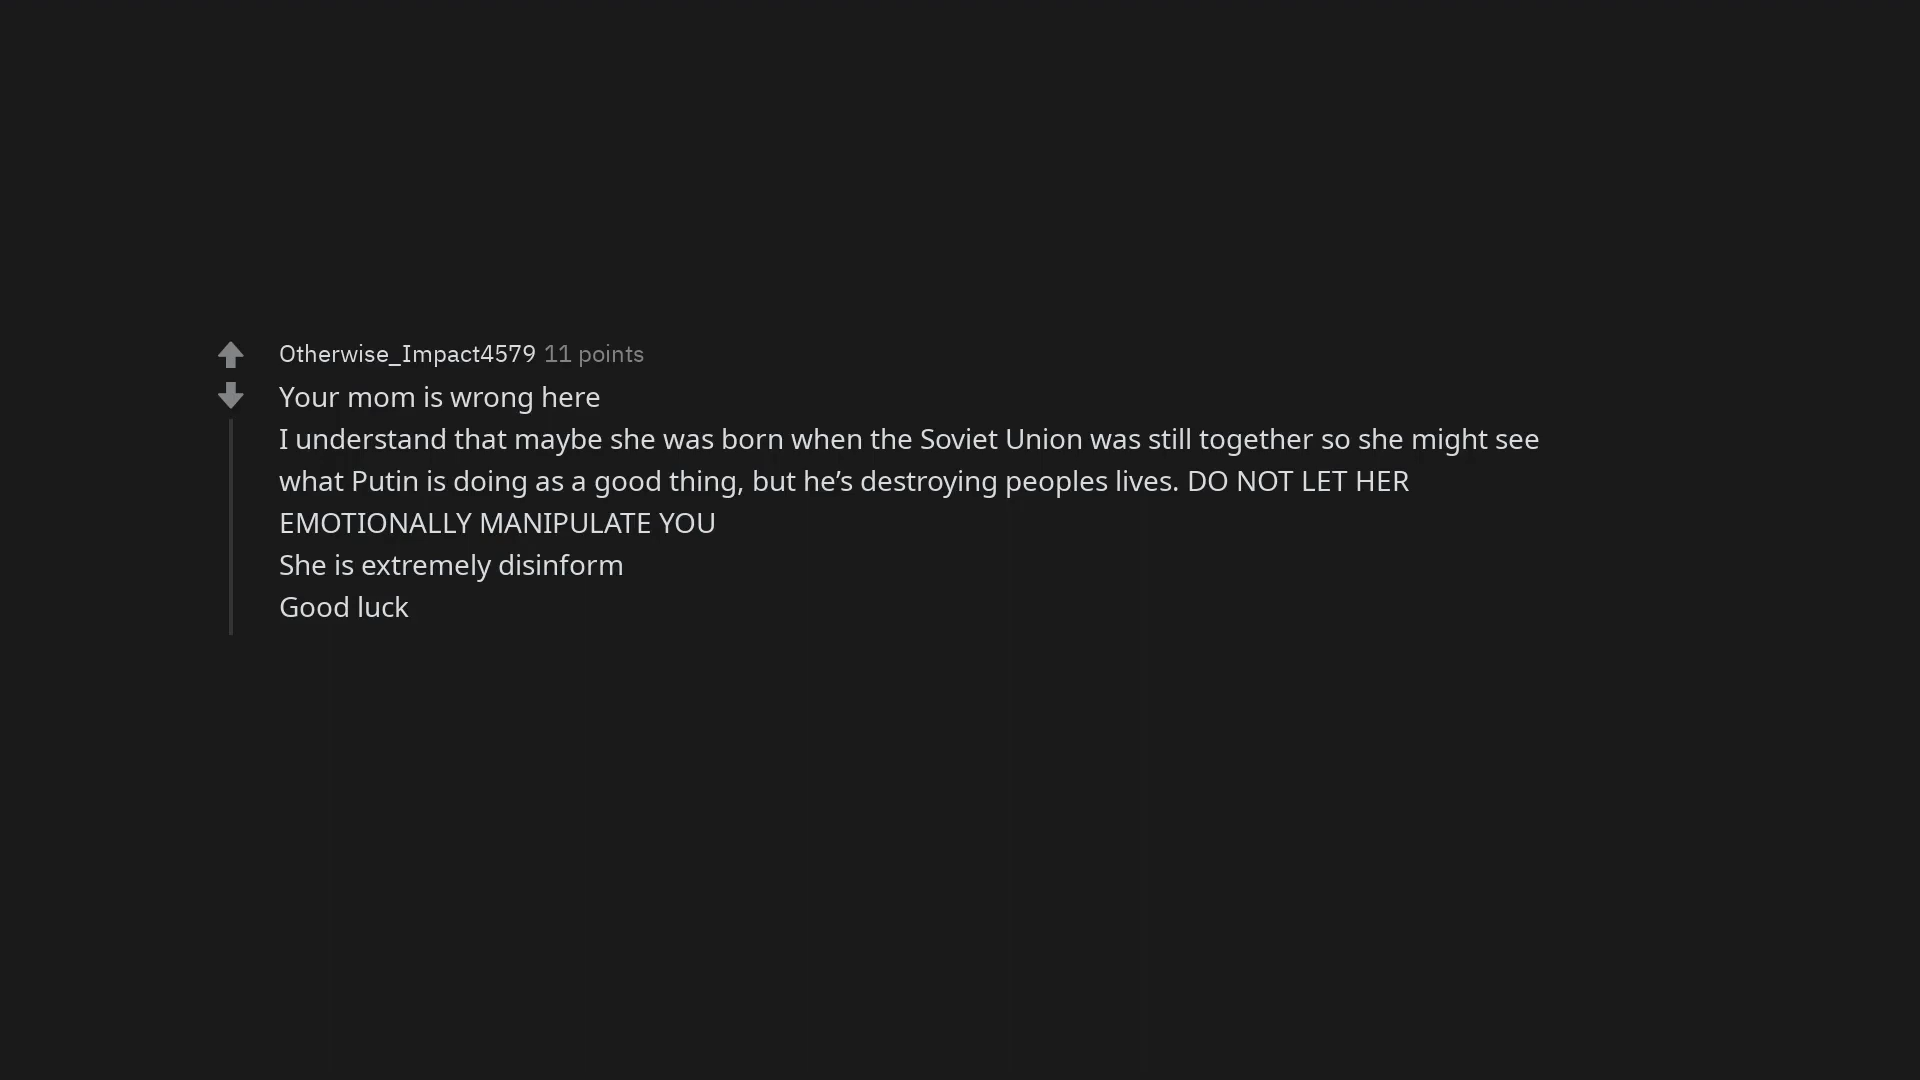 Otherwise_Impact4579 11 points
Your mom is wrong here
I understand that maybe she was born when the Soviet Union was still together so she might see
what Putin is doing as a good thing, but he’s destroying peoples lives. DO NOT LET HER
EMOTIONALLY MANIPULATE YOU
She is extremely disinform
Good luck